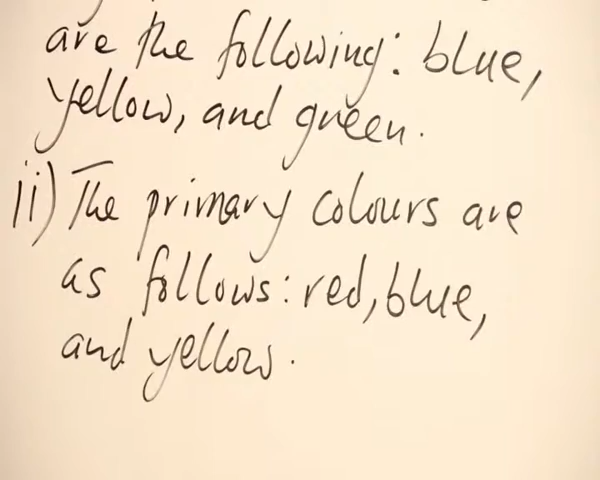 are the following: blue,
yellow, and green.
ii) The primary colours are
as follows: red, blue,
and yellow.